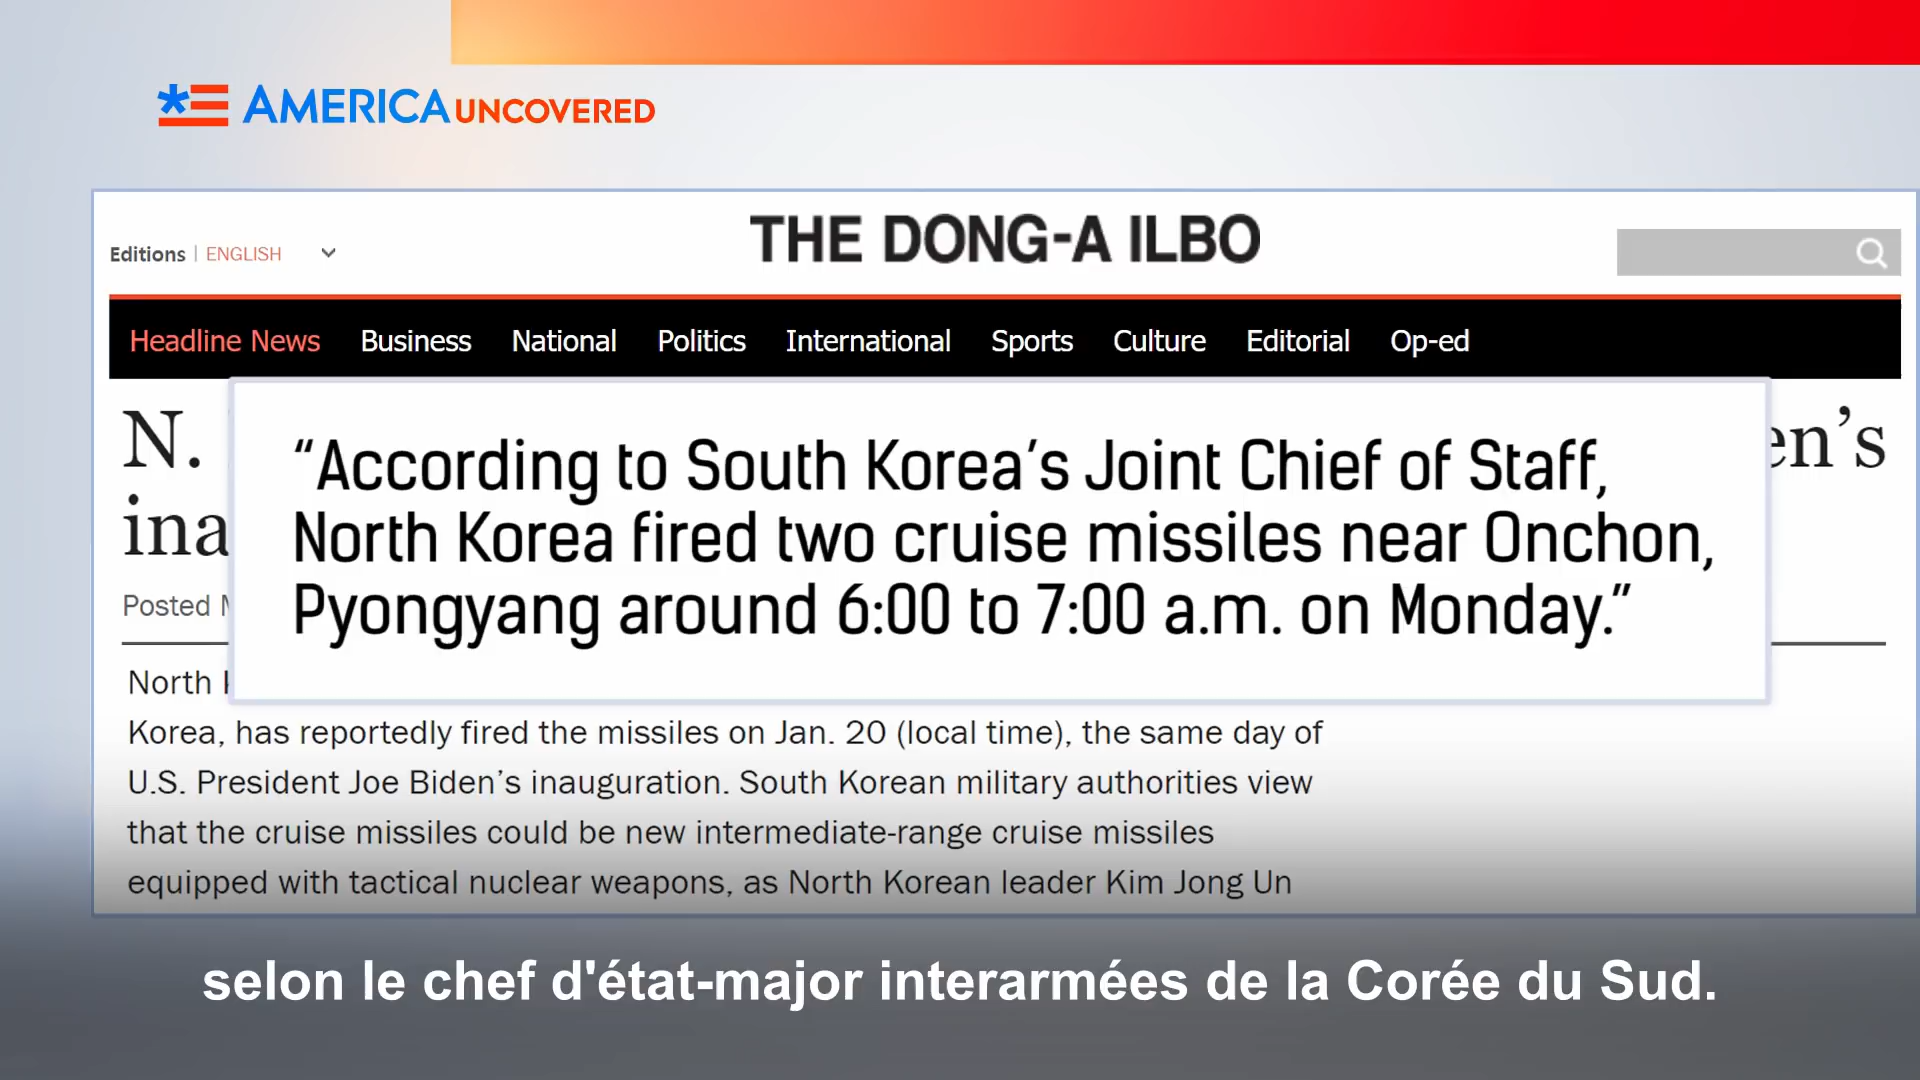 AMERICA UNCOVERED
THE DONG-A ILBO
Editions | ENGLISH
Headline News Business National Politics International Sports Culture Editorial Op-ed
N. en’s
“According to South Korea’s Joint Chief of Staff,
North Korea fired two cruise missiles near Onchon,
Pyongyang around 6:00 to 7:00 a.m. on Monday.”
ina
Posted
North
Korea, has reportedly fired the missiles on Jan. 20 (local time), the same day of
U.S. President Joe Biden’s inauguration. South Korean military authorities view
that the cruise missiles could be new intermediate-range cruise missiles
equipped with tactical nuclear weapons, as North Korean leader Kim Jong Un
selon le chef d'état-major interarmées de la Corée du Sud.